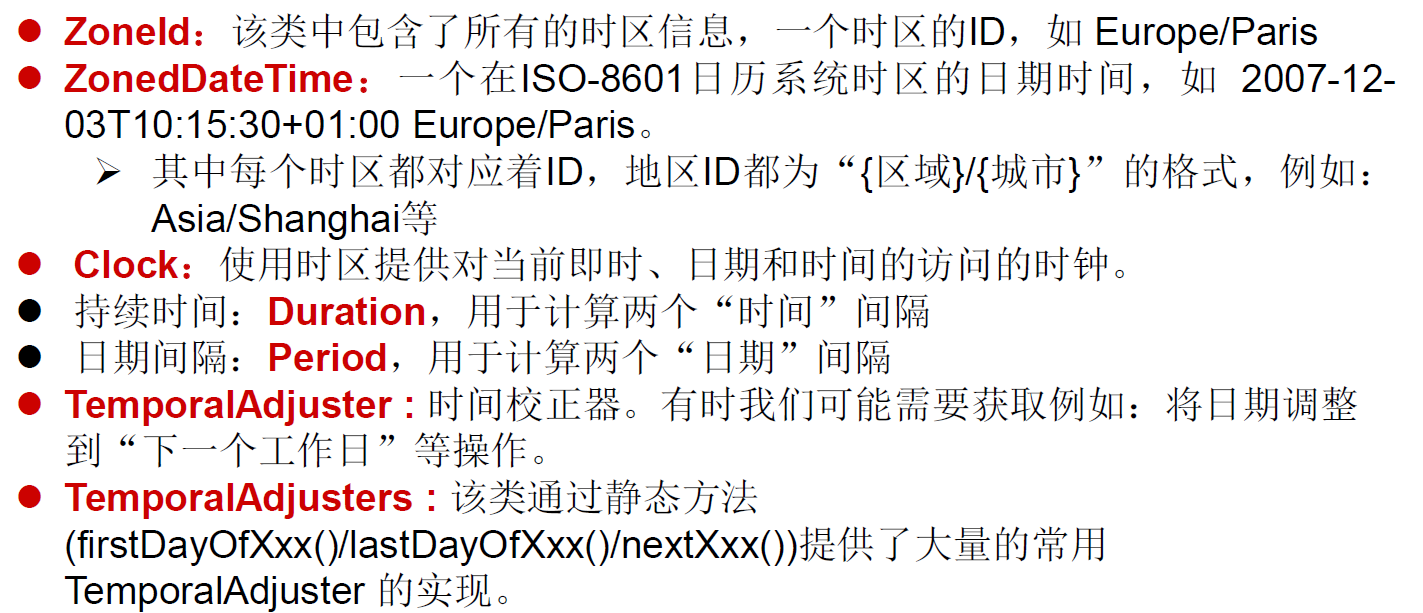 ● ZoneId：该类中包含了所有的时区信息，一个时区的ID，如 Europe/Paris
● ZonedDateTime：一个在ISO-8601日历系统时区的日期时间，如 2007-12-
03T10:15:30+01:00 Europe/Paris。
➢ 其中每个时区都对应着ID，地区ID都为“{区域}/{城市}”的格式，例如：
Asia/Shanghai等
● Clock：使用时区提供对当前即时、日期和时间的访问的时钟。
● 持续时间：Duration，用于计算两个“时间”间隔
● 日期间隔：Period，用于计算两个“日期”间隔
● TemporalAdjuster : 时间校正器。有时我们可能需要获取例如：将日期调整
到“下一个工作日”等操作。
● TemporalAdjusters : 该类通过静态方法
(firstDayOfXxx()/lastDayOfXxx()/nextXxx())提供了大量的常用
TemporalAdjuster 的实现。